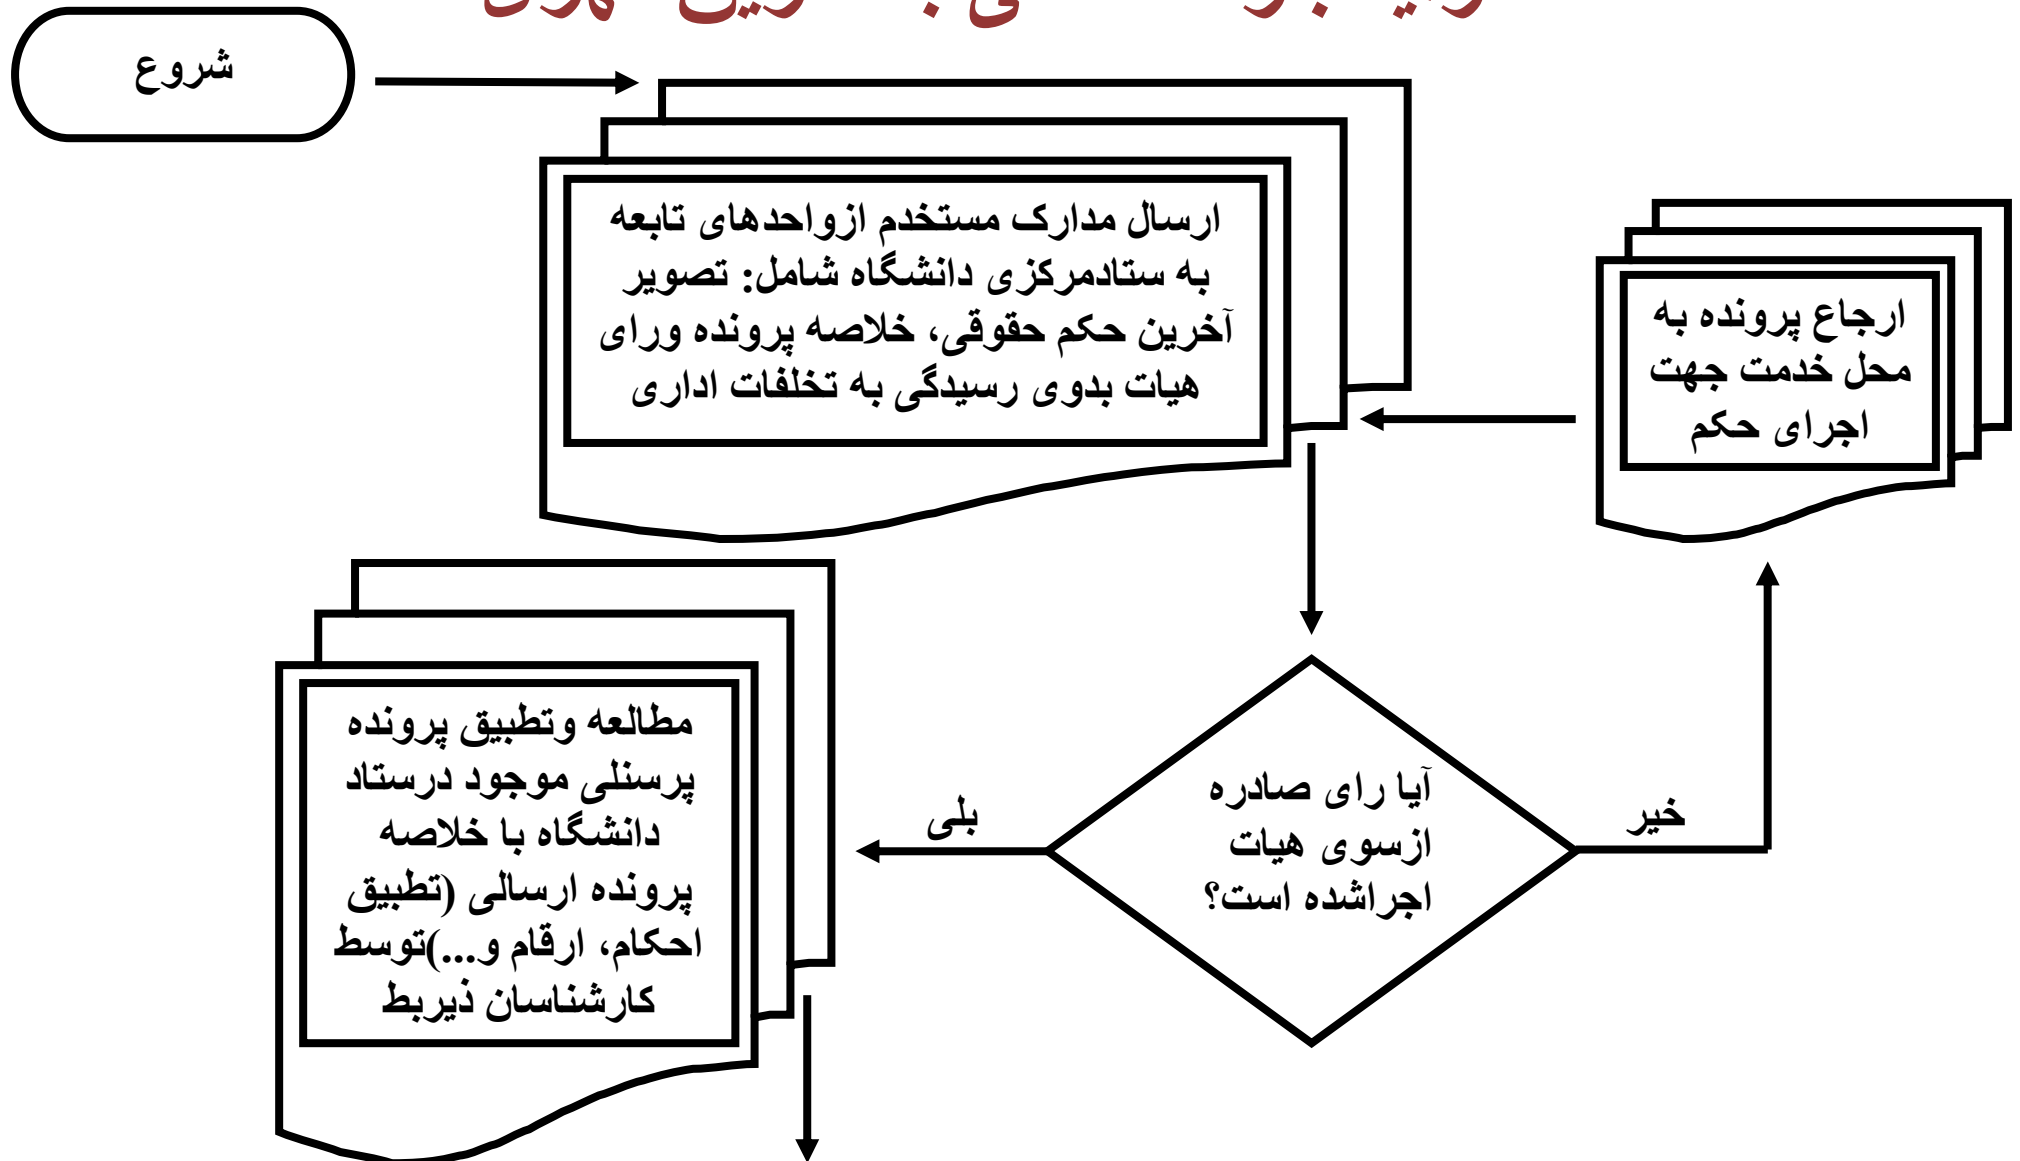 شروع
ارسال مدارک مستخدم ازواحدهای تابعه
به ستادمرکزی دانشگاه شامل: تصویر
آخرین حکم حقوقی، خلاصه پرونده ورای
هیات بدوی رسیدگی به تخلفات اداری
ارجاع پرونده به
محل خدمت جهت
اجرای حکم
آیا رای صادره
ازسوی هیات
اجراشده است؟
خیر
بلی
مطالعه وتطبیق پرونده
پرسنلی موجود درستاد
دانشگاه با خلاصه
پرونده ارسالی (تطبیق
احکام، ارقام و...)توسط
کارشناسان ذیربط